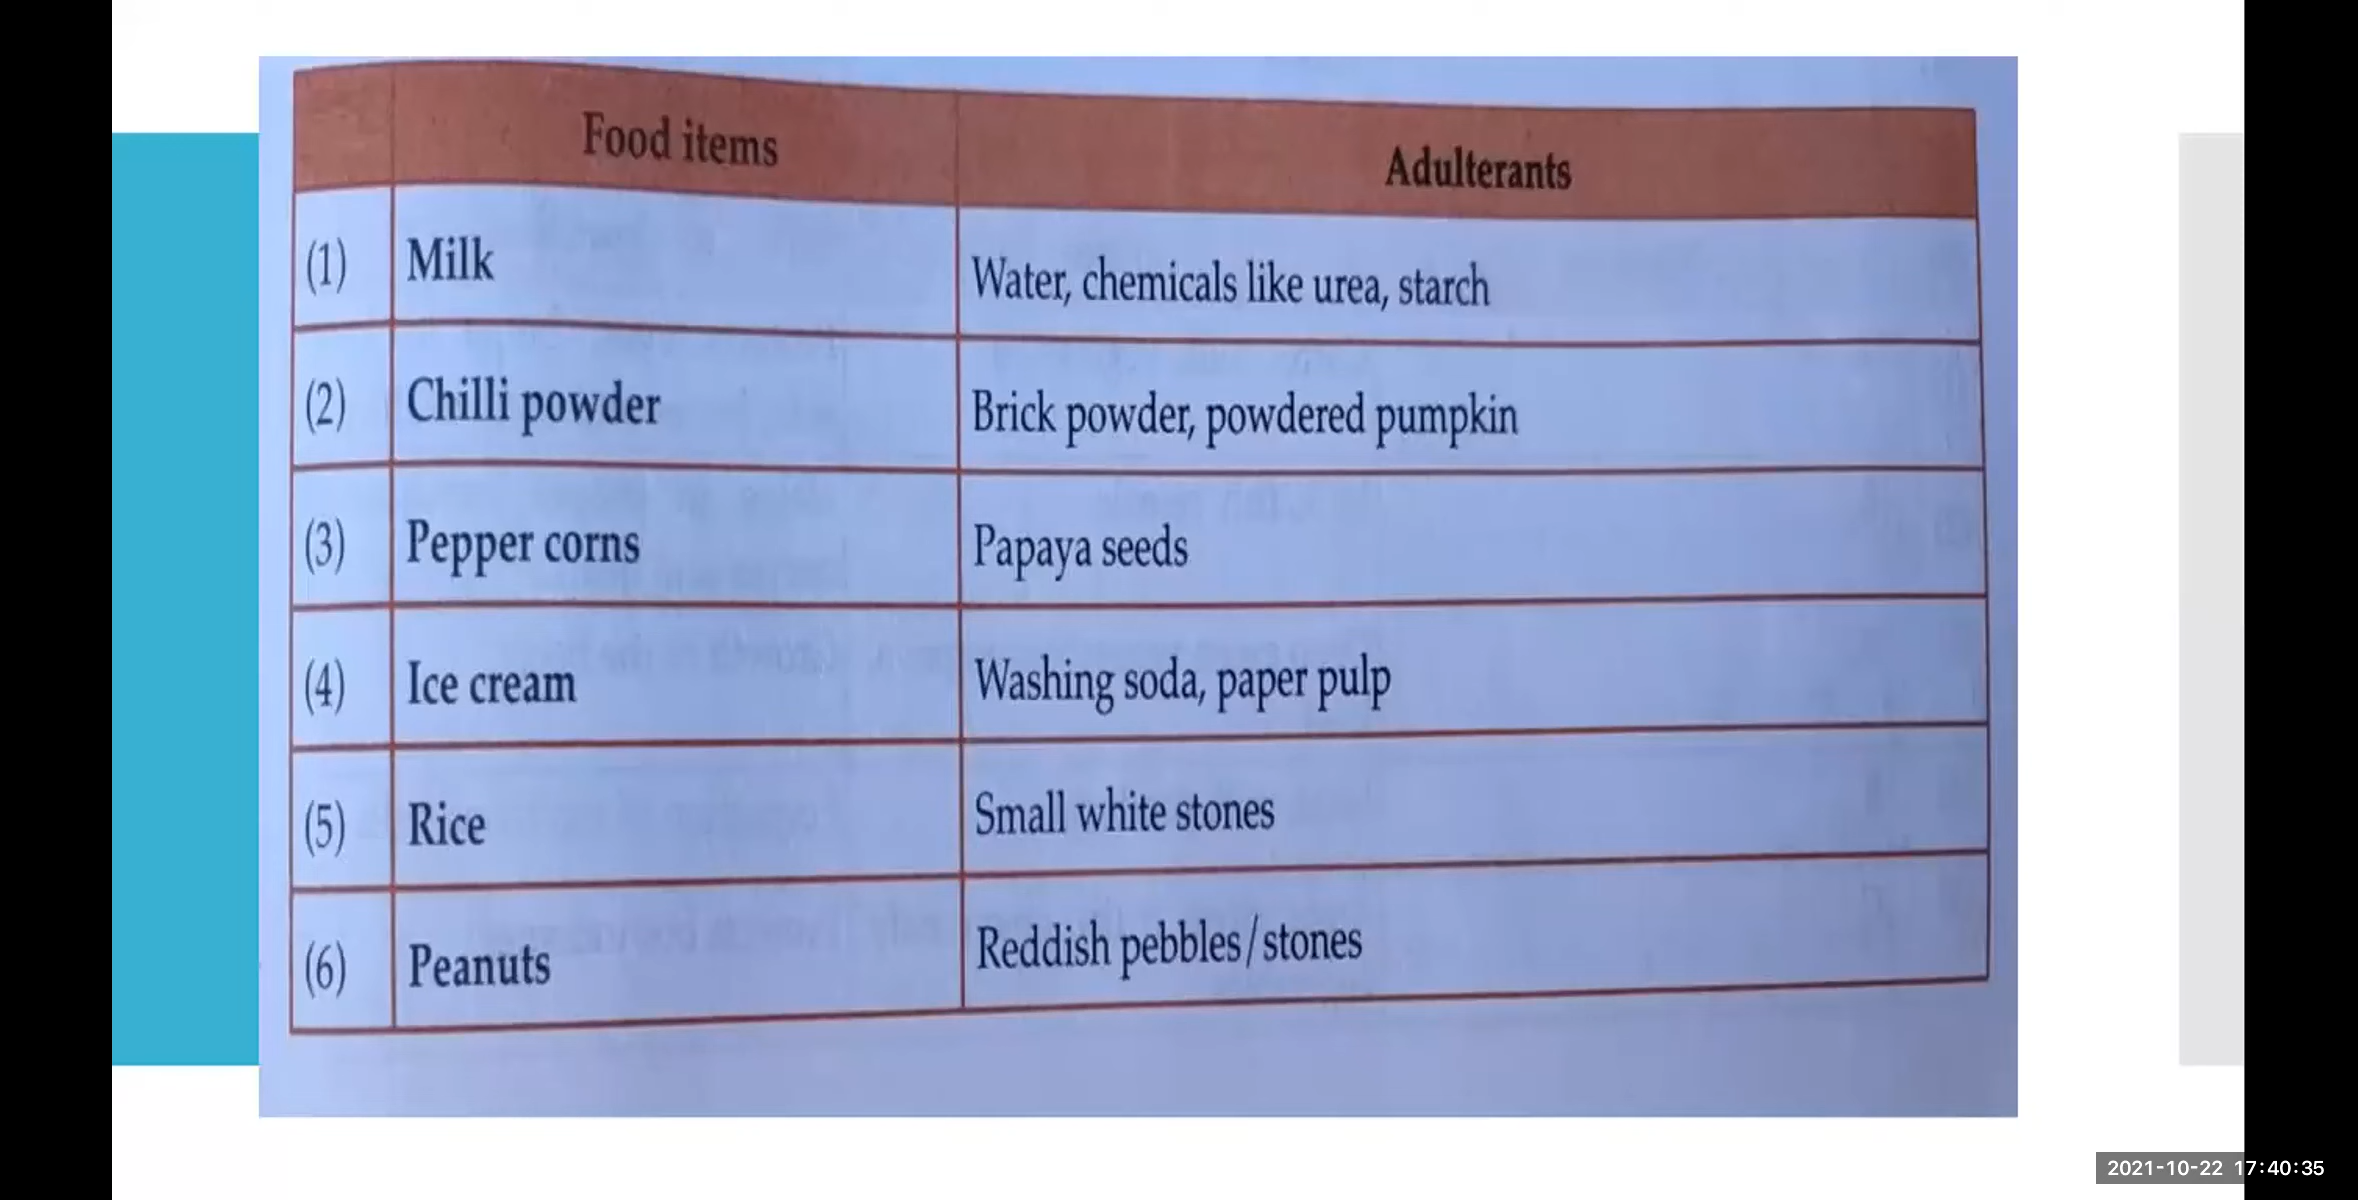 Food items Adulterants
(1) Milk Water, chemicals like urea, starch
(2) Chilli powder Brick powder, powdered pumpkin
(3) Pepper corns Papaya seeds
(4) Ice cream Washing soda, paper pulp
(5) Rice Small white stones
(6) Peanuts Reddish pebbles/stones
2021-10-22 17:40:35